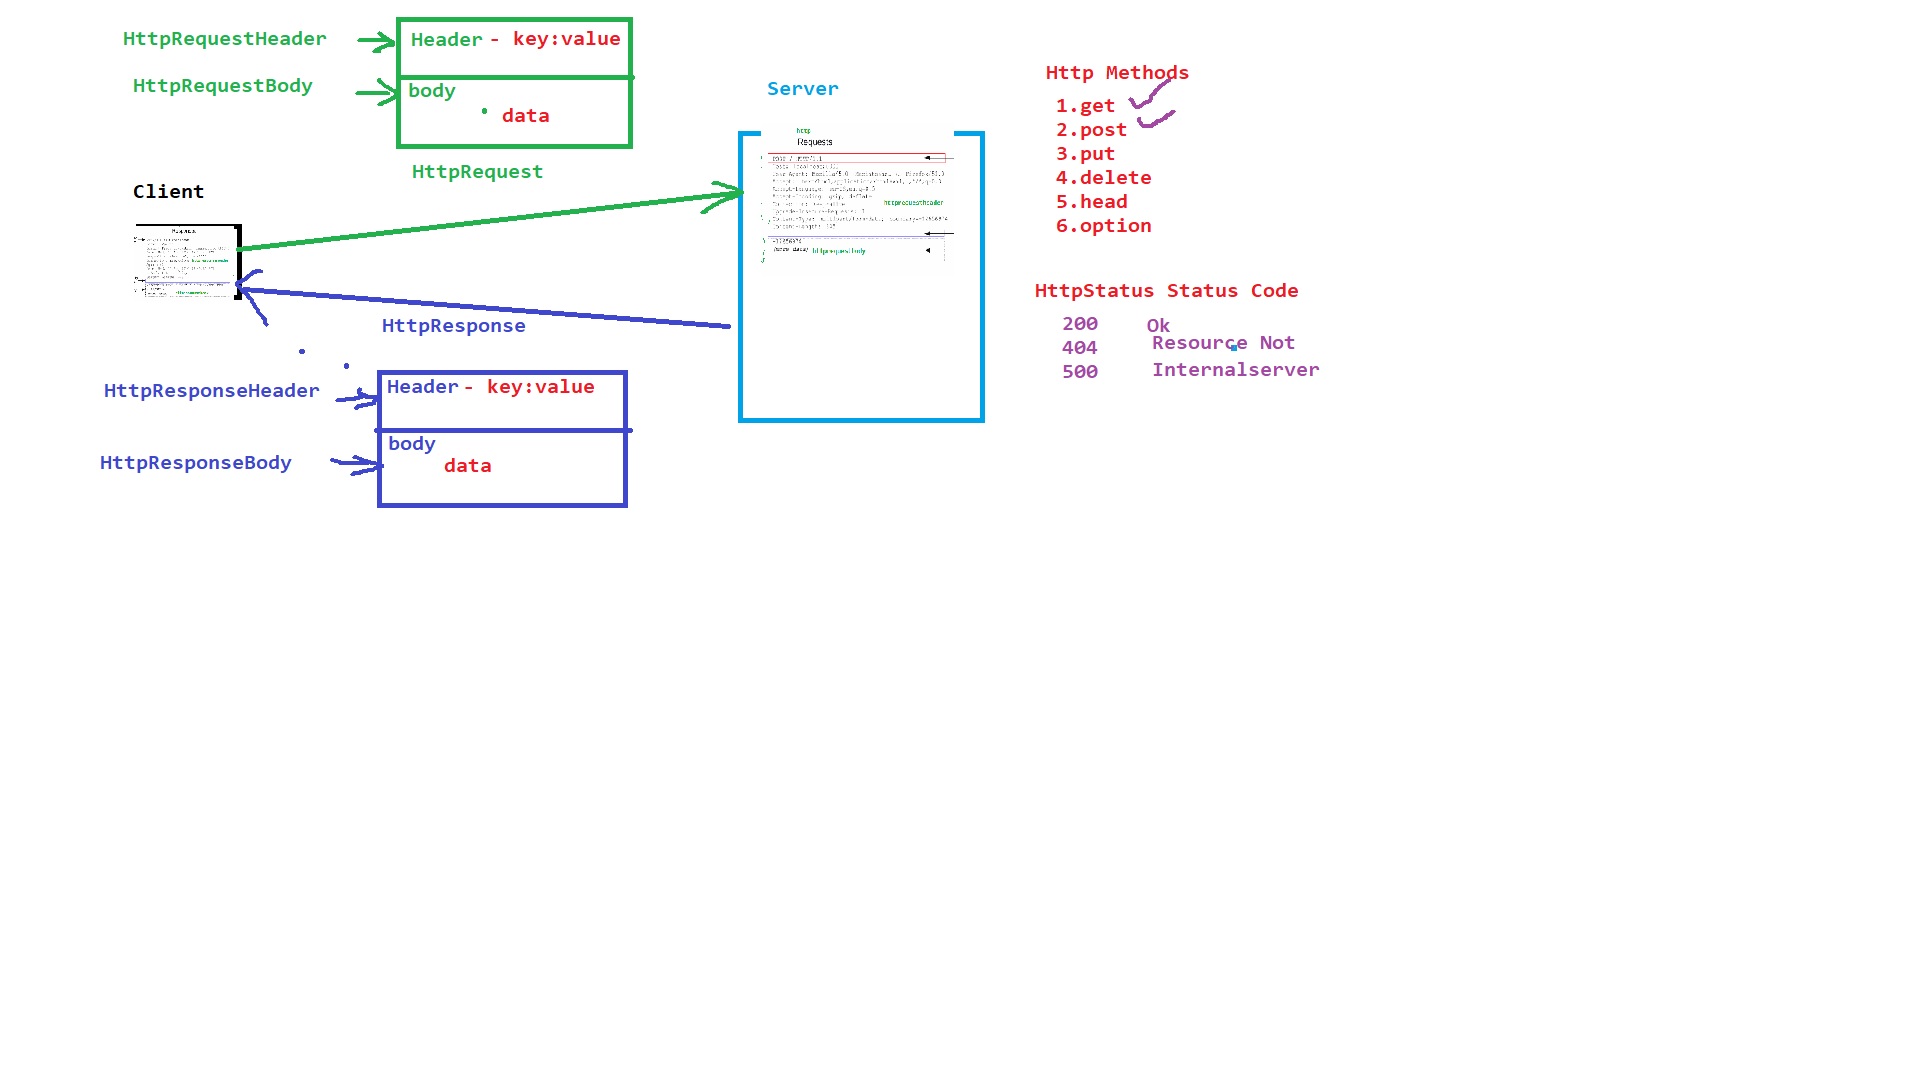 HttpRequestHeader
Header - key:value
HttpRequestBody
body
data
HttpRequest
Client
Response
HttpResponse
HttpResponseHeader
Header - key:value
HttpResponseBody
body
data
Server
http
Requests
httprequestheader
httprequestbody
Http Methods
1.get
2.post
3.put
4.delete
5.head
6.option
HttpStatus Status Code
200 Ok
404 Resource Not
500 Internalserver